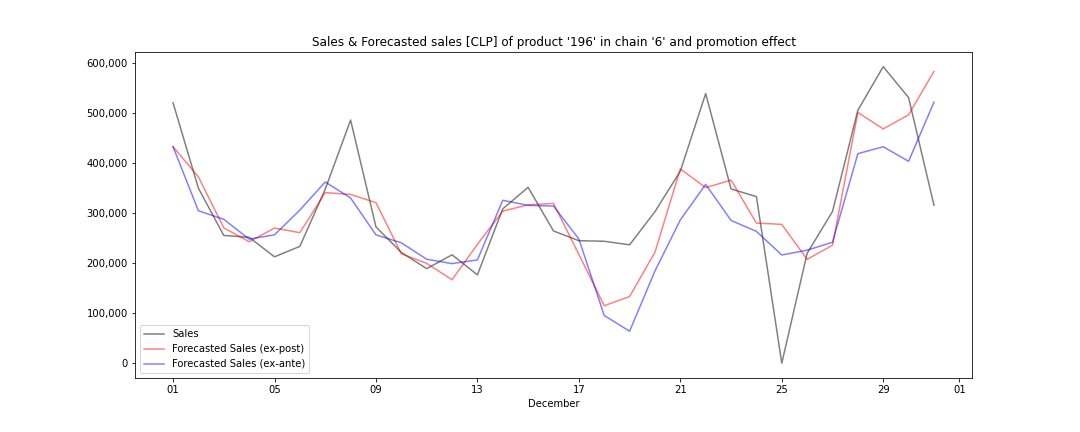 Sales & Forecasted sales [CLP] of product '196' in chain '6' and promotion effect
600,000
500,000
400,000
300,000
200,000
100,000
0
Sales
Forecasted Sales (ex-post)
Forecasted Sales (ex-ante)
01 05 09 13 17 21 25 29 01
December